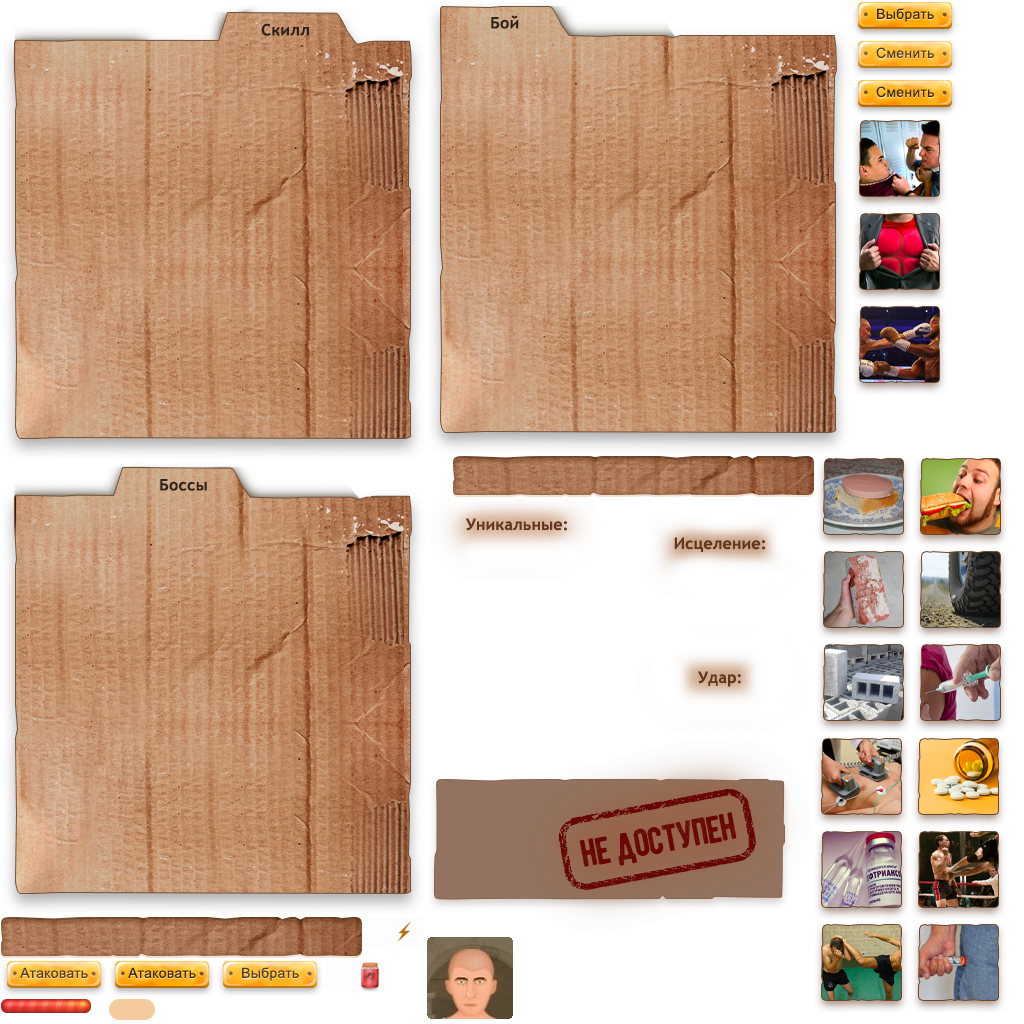 Скилл
Бой
Выбрать
Сменить
Сменить
Боссы
Уникальные:
Исцеление:
Удар:
НЕ ДОСТУПЕН
Атаковать
Атаковать
Выбрать